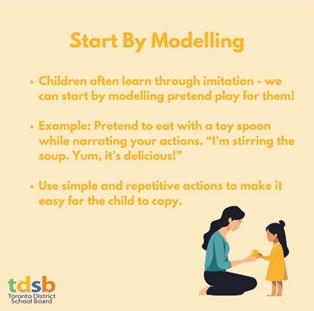 Start By Modelling
• Children often learn through imitation - we
can start by modelling pretend play for them!
• Example: Pretend to eat with a toy spoon
while narrating your actions. “I’m stirring the
soup. Yum, it’s delicious!”
• Use simple and repetitive actions to make it
easy for the child to copy.
tdsb
Toronto District
School Board